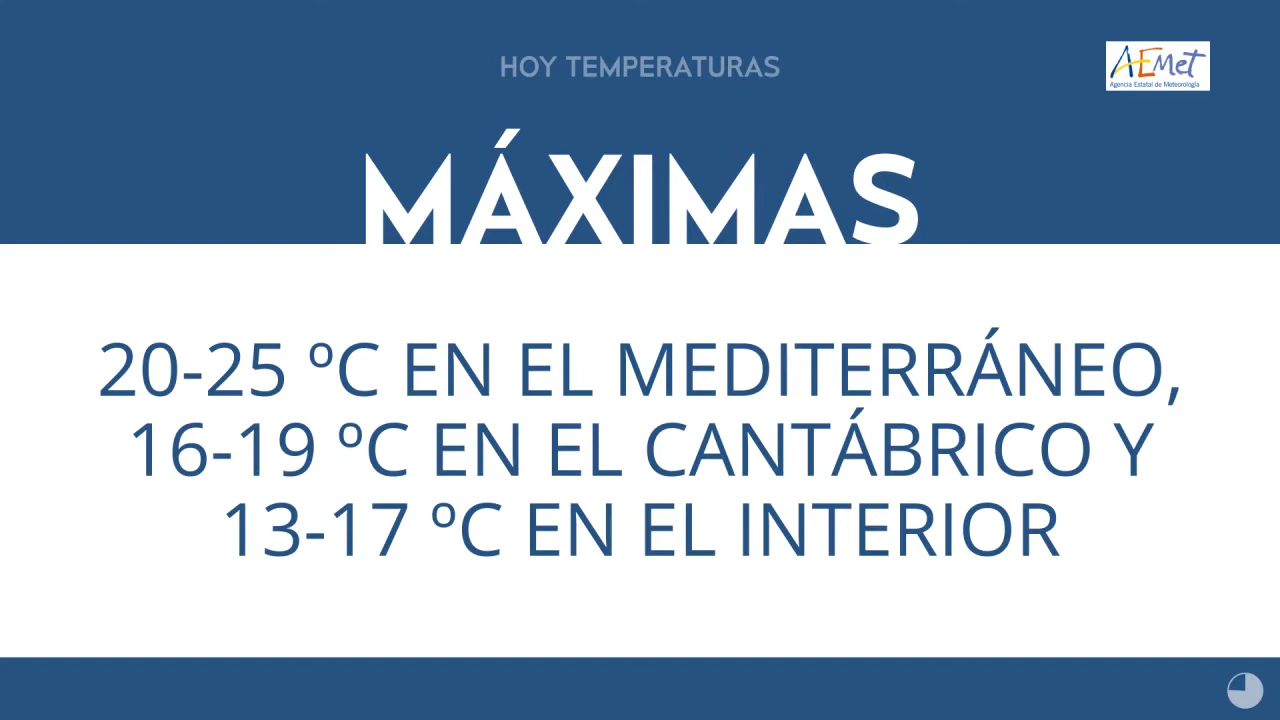 HOY TEMPERATURAS
AEMet
Agencia Estatal de Meteorología
MÁXIMAS
20-25 ºC EN EL MEDITERRÁNEO,
16-19 ºC EN EL CANTÁBRICO Y
13-17 ºC EN EL INTERIOR